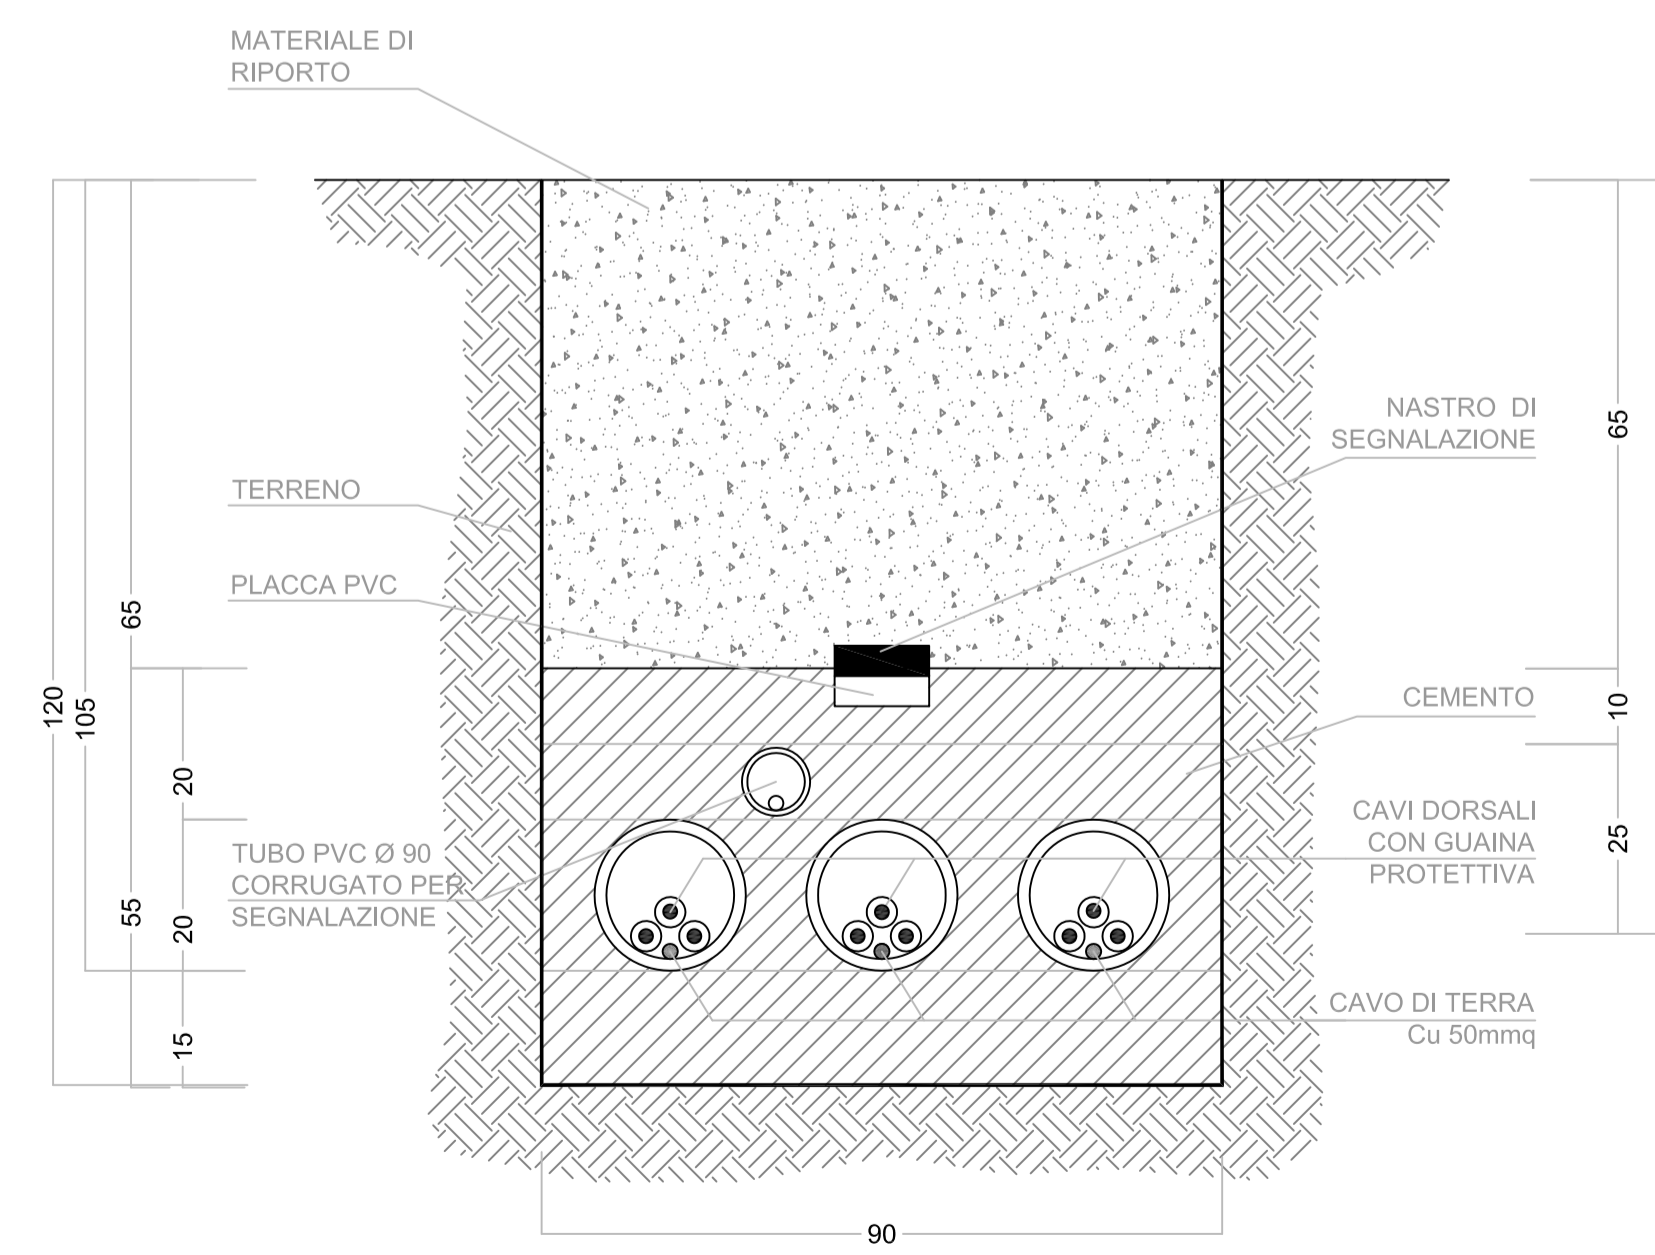 MATERIALE DI
RIPORTO
NASTRO DI
SEGNALAZIONE
65
TERRENO
PLACCA PVC
65
120
105
CEMENTO
10
20
CAVI DORSALI
CON GUAINA
PROTETTIVA
25
TUBO PVC Ø 90
CORRUGATO PER
SEGNALAZIONE
55
20
CAVO DI TERRA
Cu 50mmq
15
90